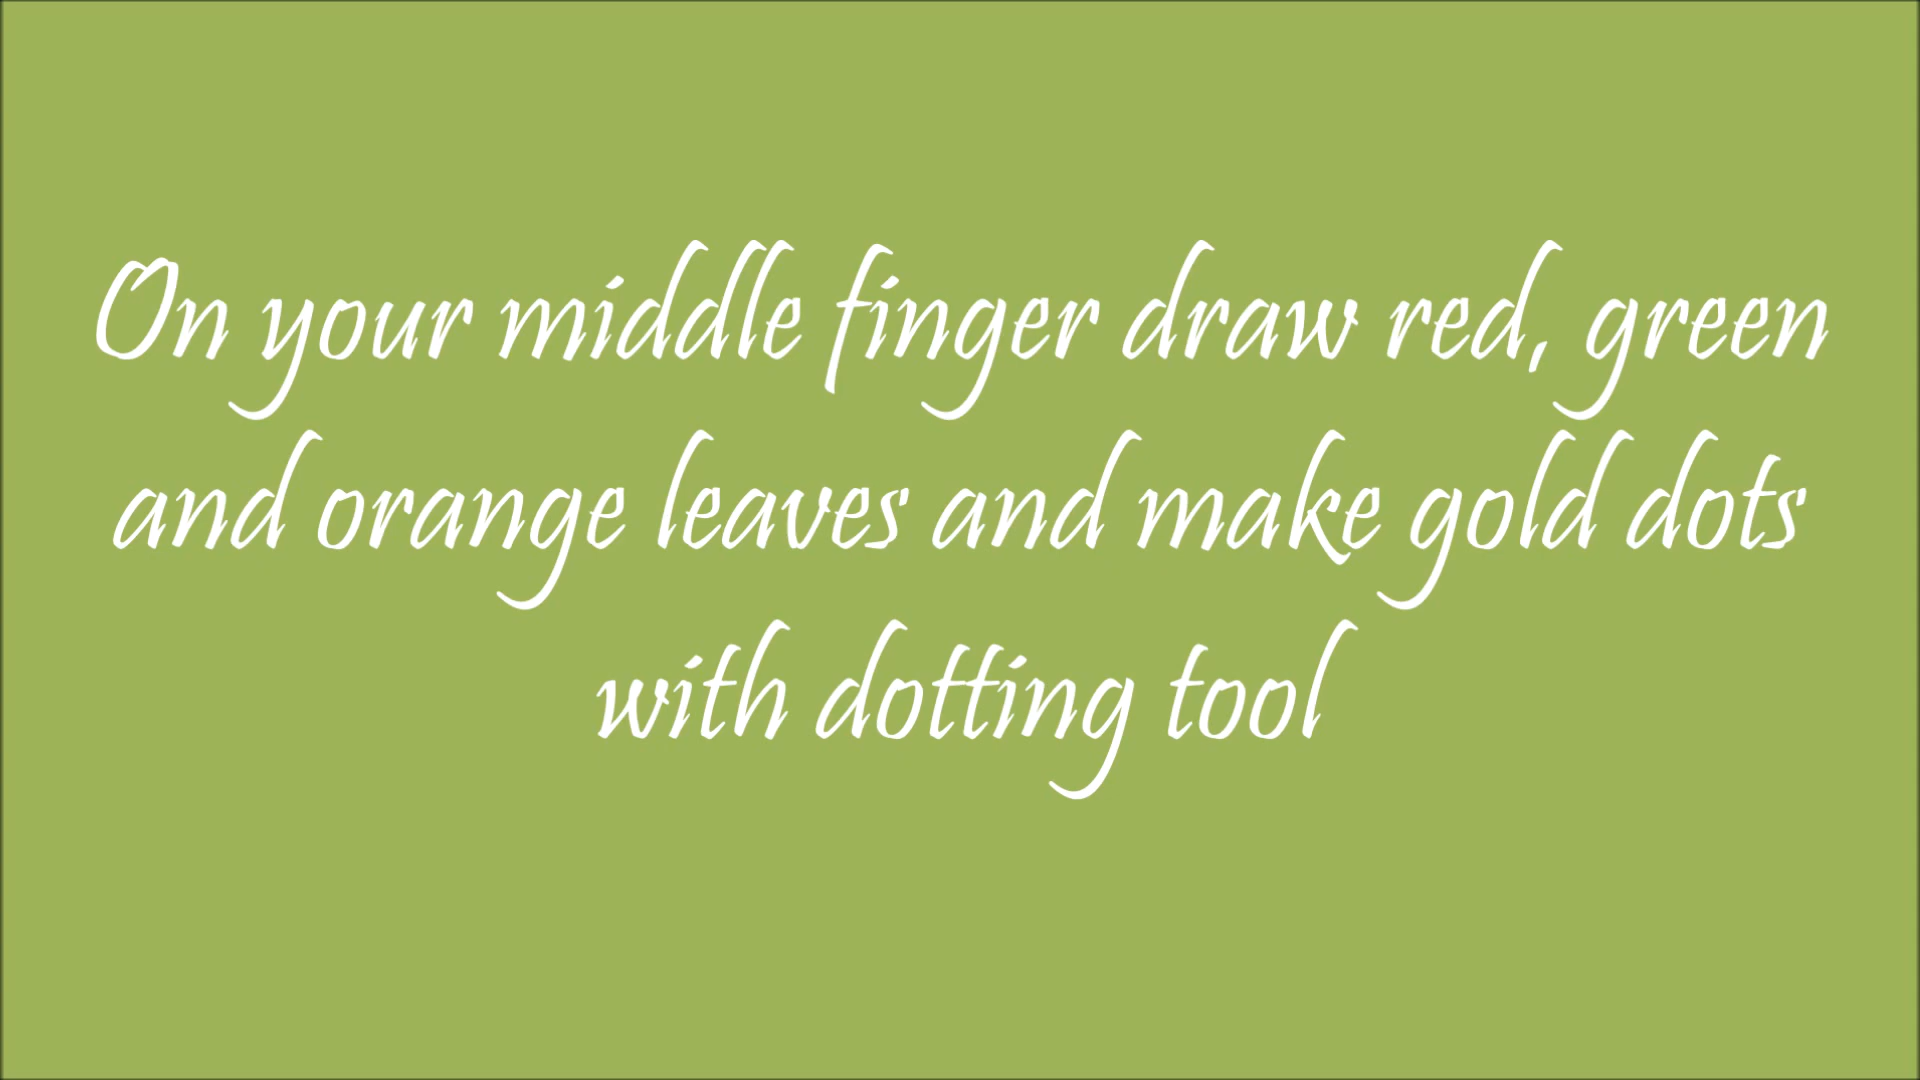 On your middle finger draw red, green
and orange leaves and make gold dots
with dotting tool